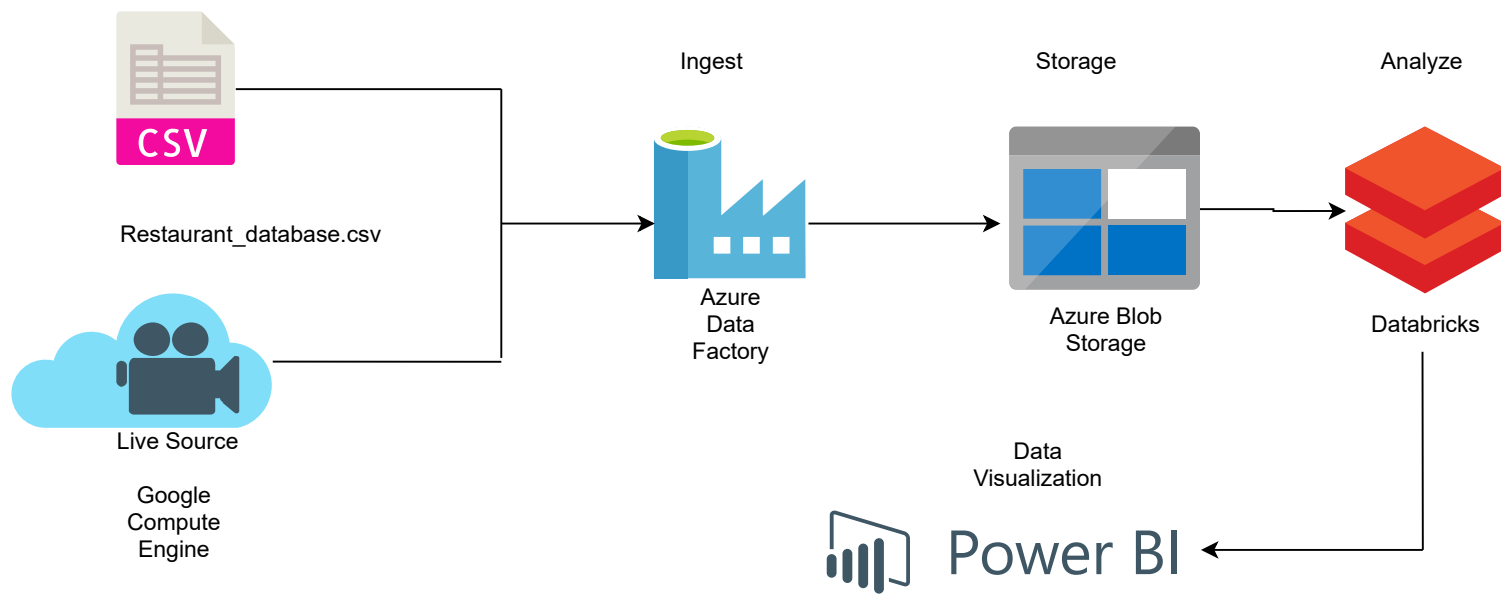 CSV
Restaurant_database.csv
Live Source
Google
Compute
Engine
Ingest
Azure
Data
Factory
Storage
Azure Blob
Storage
Analyze
Databricks
Data
Visualization
Power BI